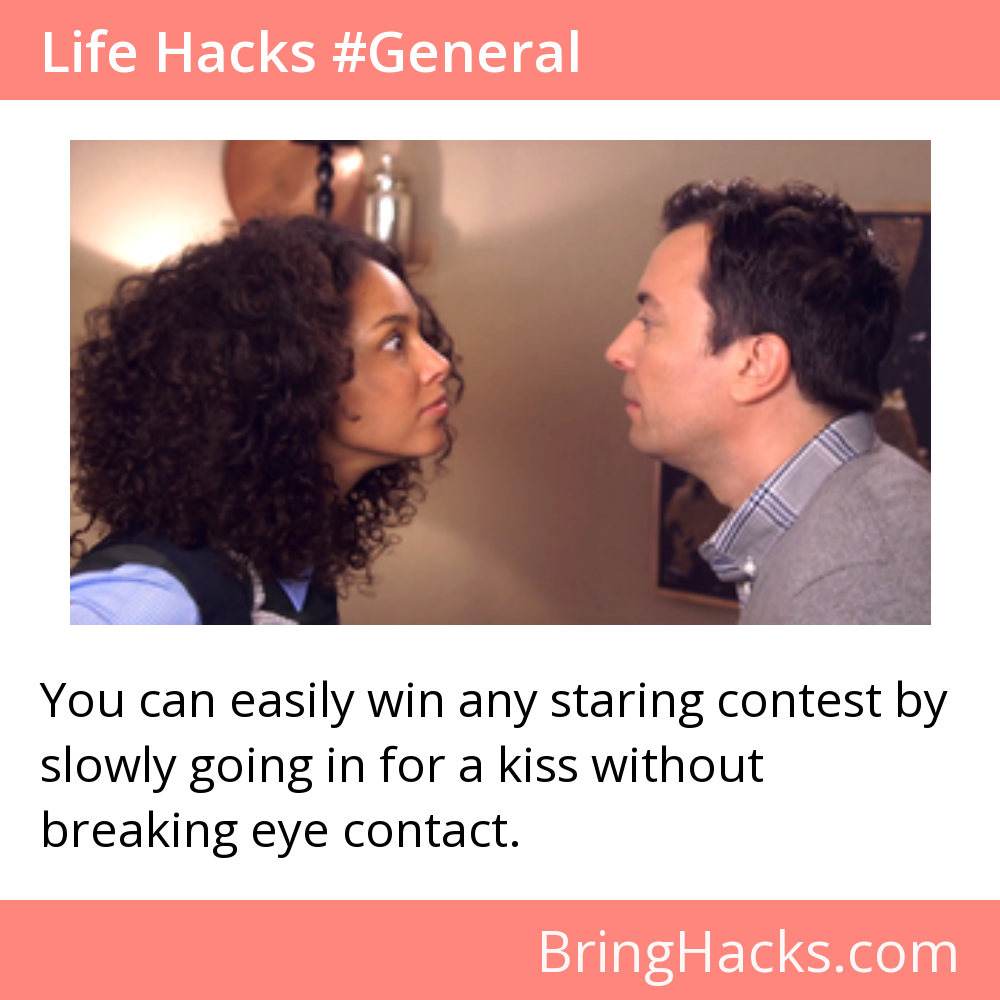 Life Hacks #General
You can easily win any staring contest by
slowly going in for a kiss without
breaking eye contact.
BringHacks.com